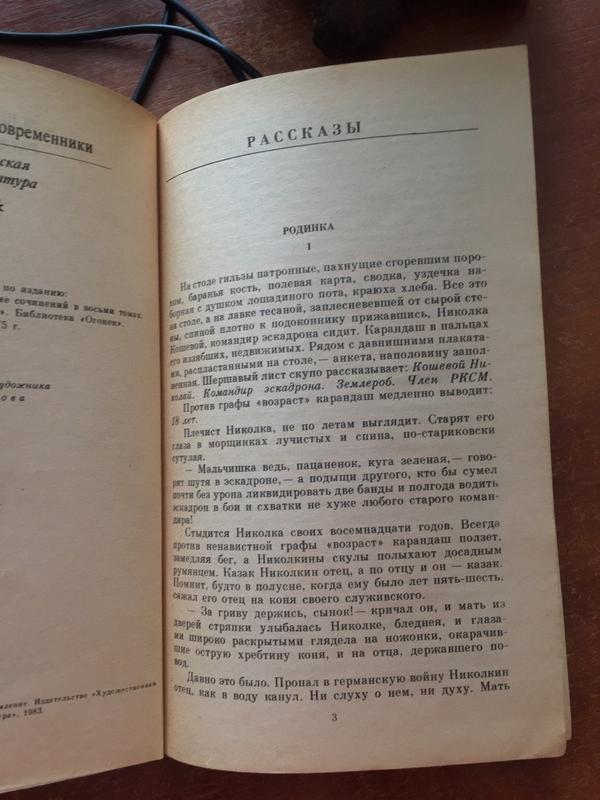 овременники
ская
атура
по издание:
ие сочинений в восьми томах.
». Библиотека «Огонек».
75 г.
удожника
ова
мление. Издательство «Художественная
ура», 1983.
РАССКАЗЫ
РОДИНКА
I
На столе гильзы патронные, пахнущие сгоревшим поро-
хом, баранья кость, полевая карта, сводка, уздечка на-
борная с душком лошадиного пота, краюха хлеба. Все это
на столе, а на лавке тесаной, заплесневевшей от сырой сте-
ны, спиной плотно к подоконнику прижавшись, Николка
Кошевой, командир эскадрона сидит. Карандаш в пальцах
его иззябших, недвижимых. Рядом с давнишними плаката-
ми, распластанными на столе,— анкета, наполовину запол-
ненная. Шершавый лист скупо рассказывает: Кошевой Ни-
колай. Командир эскадрона. Землероб. Член РКСМ.
Против графы «возраст» карандаш медленно выводит:
18 лет.
Плечист Николка, не по летам выглядит. Старят его
глаза в морщинках лучистых и спина, по-стариковски
сутулая.
— Мальчишка ведь, пацаненок, куга зеленая,— гово-
рят шутя в эскадроне,— а подыщи другого, кто бы сумел
почти без урона ликвидировать две банды и полгода водить
эскадрон в бои и схватки не хуже любого старого коман-
дира!
Стыдится Николка своих восемнадцати годов. Всегда
против ненавистной графы «возраст» карандаш ползет,
замедляя бег, а Николкины скулы полыхают досадным
румянцем. Казак Николкин отец, а по отцу и он — казак.
Помнит, будто в полусне, когда ему было лет пять-шесть,
сажал его отец на коня своего служивского.
— За гриву держись, сынок!— кричал он, и мать из
дверей стряпки улыбалась Николке, бледнея, и глаза-
ми широко раскрытыми глядела на ножонки, окарачив-
шие острую хребтину коня, и на отца, державшего по-
вод.
Давно это было. Пропал в германскую войну Николкин
отец, как в воду канул. Ни слуху о нем, ни духу. Мать
3